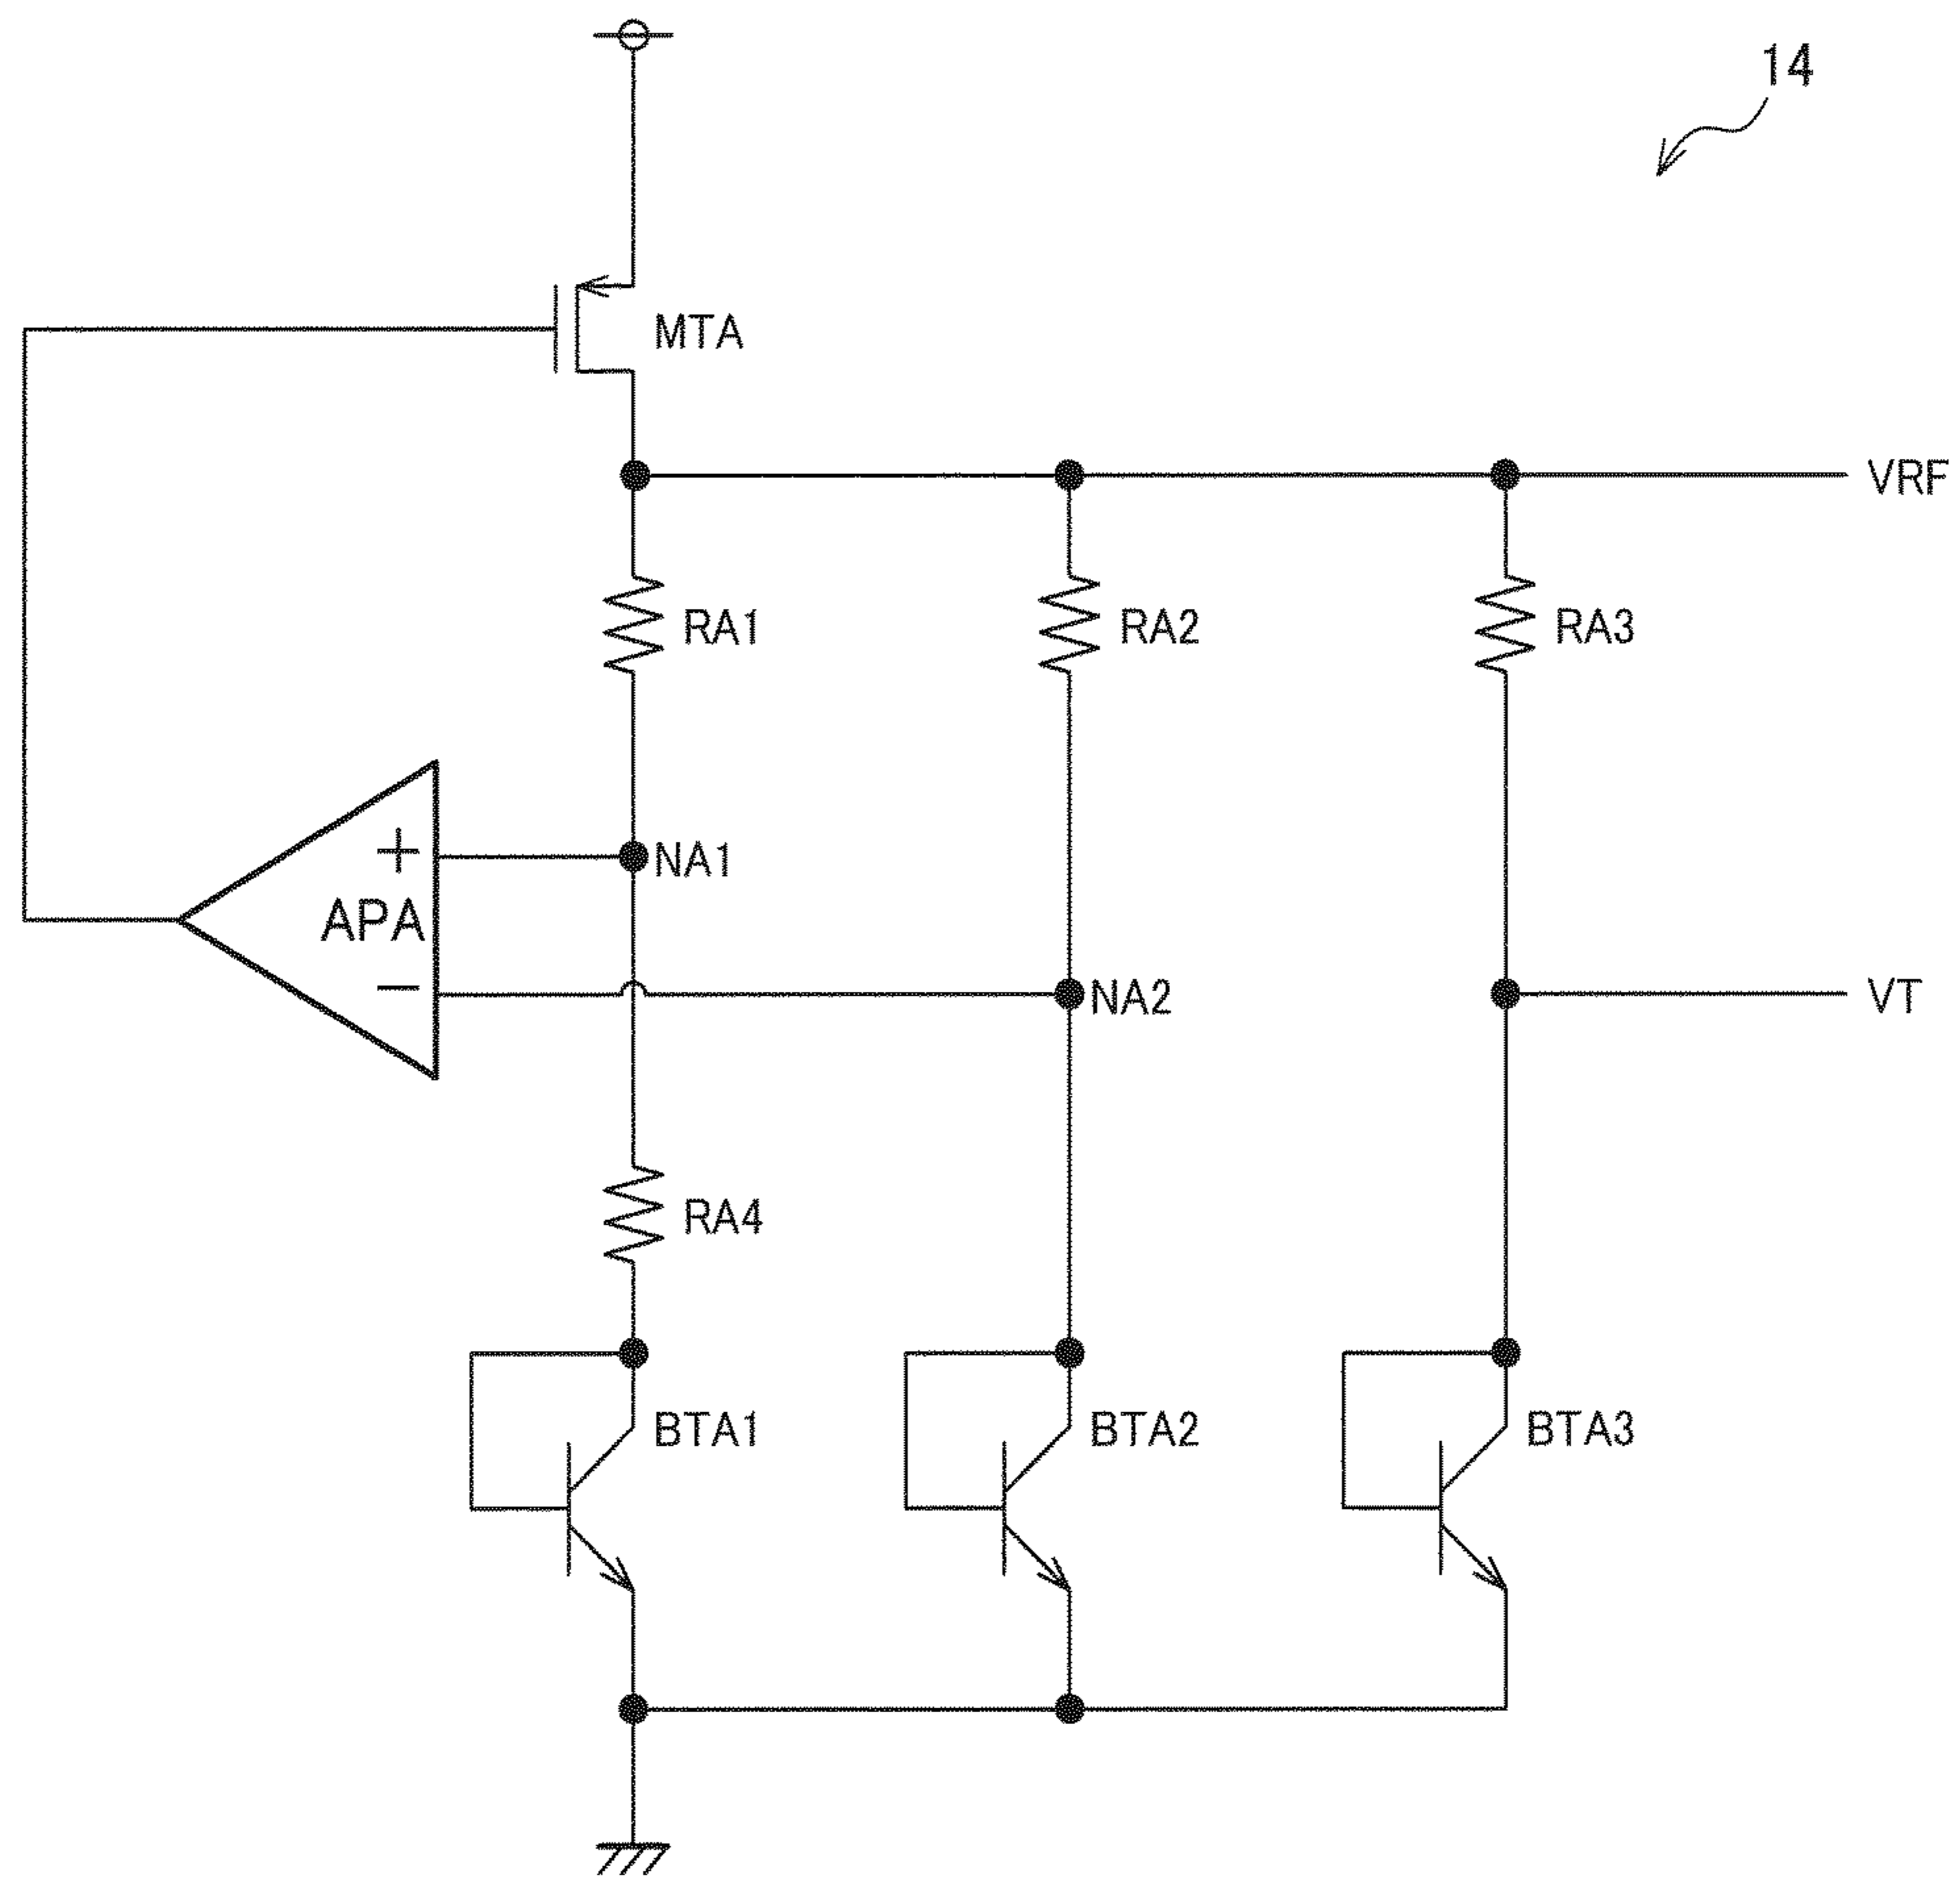 14
MTA
VRF
RA1
RA2
RA3
+
NA1
APA
−
NA2
VT
RA4
BTA1
BTA2
BTA3